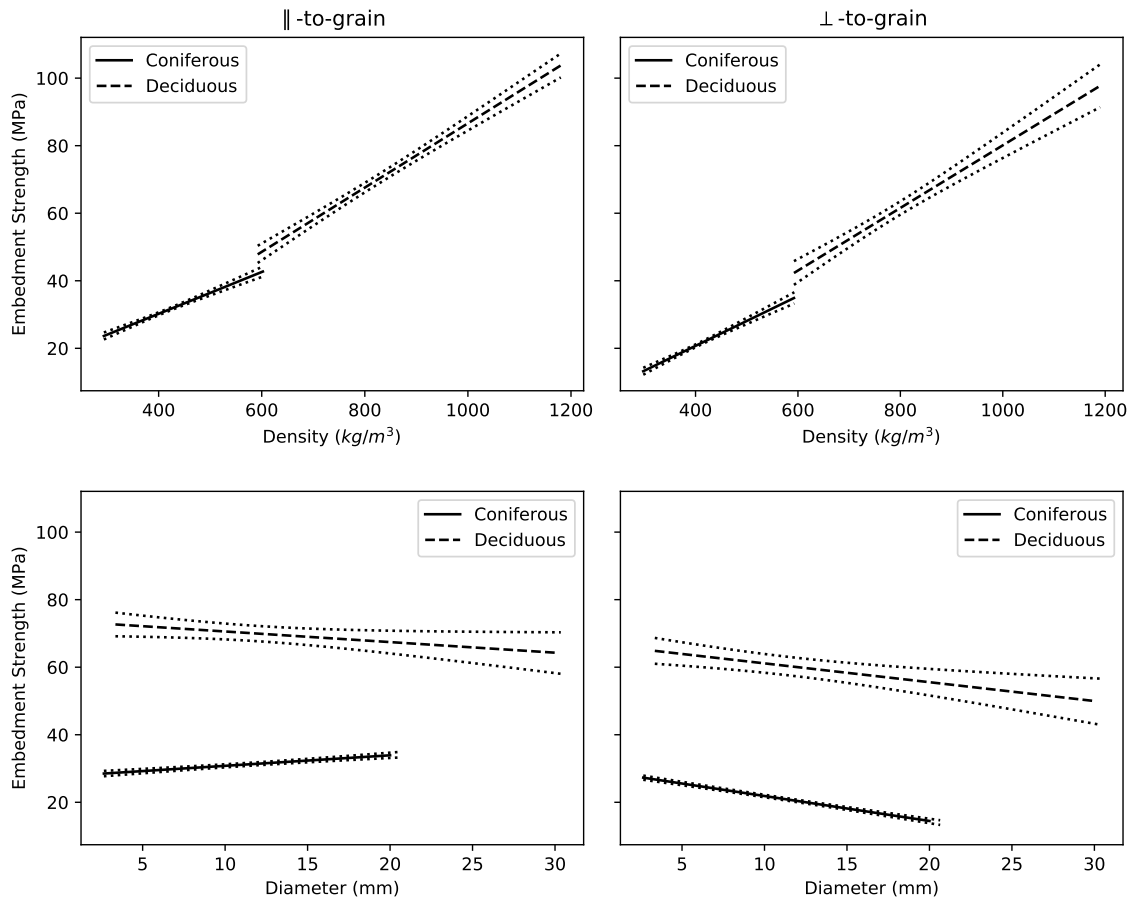 ∥-to-grain
⊥-to-grain
Coniferous
Deciduous
Coniferous
Deciduous
Embedment Strength (MPa)
100
80
60
40
20
400
600
800
1000
1200
400
600
800
1000
1200
Density (kg/m³)
Density (kg/m³)
Coniferous
Deciduous
Coniferous
Deciduous
Embedment Strength (MPa)
100
80
60
40
20
5
10
15
20
25
30
5
10
15
20
25
30
Diameter (mm)
Diameter (mm)